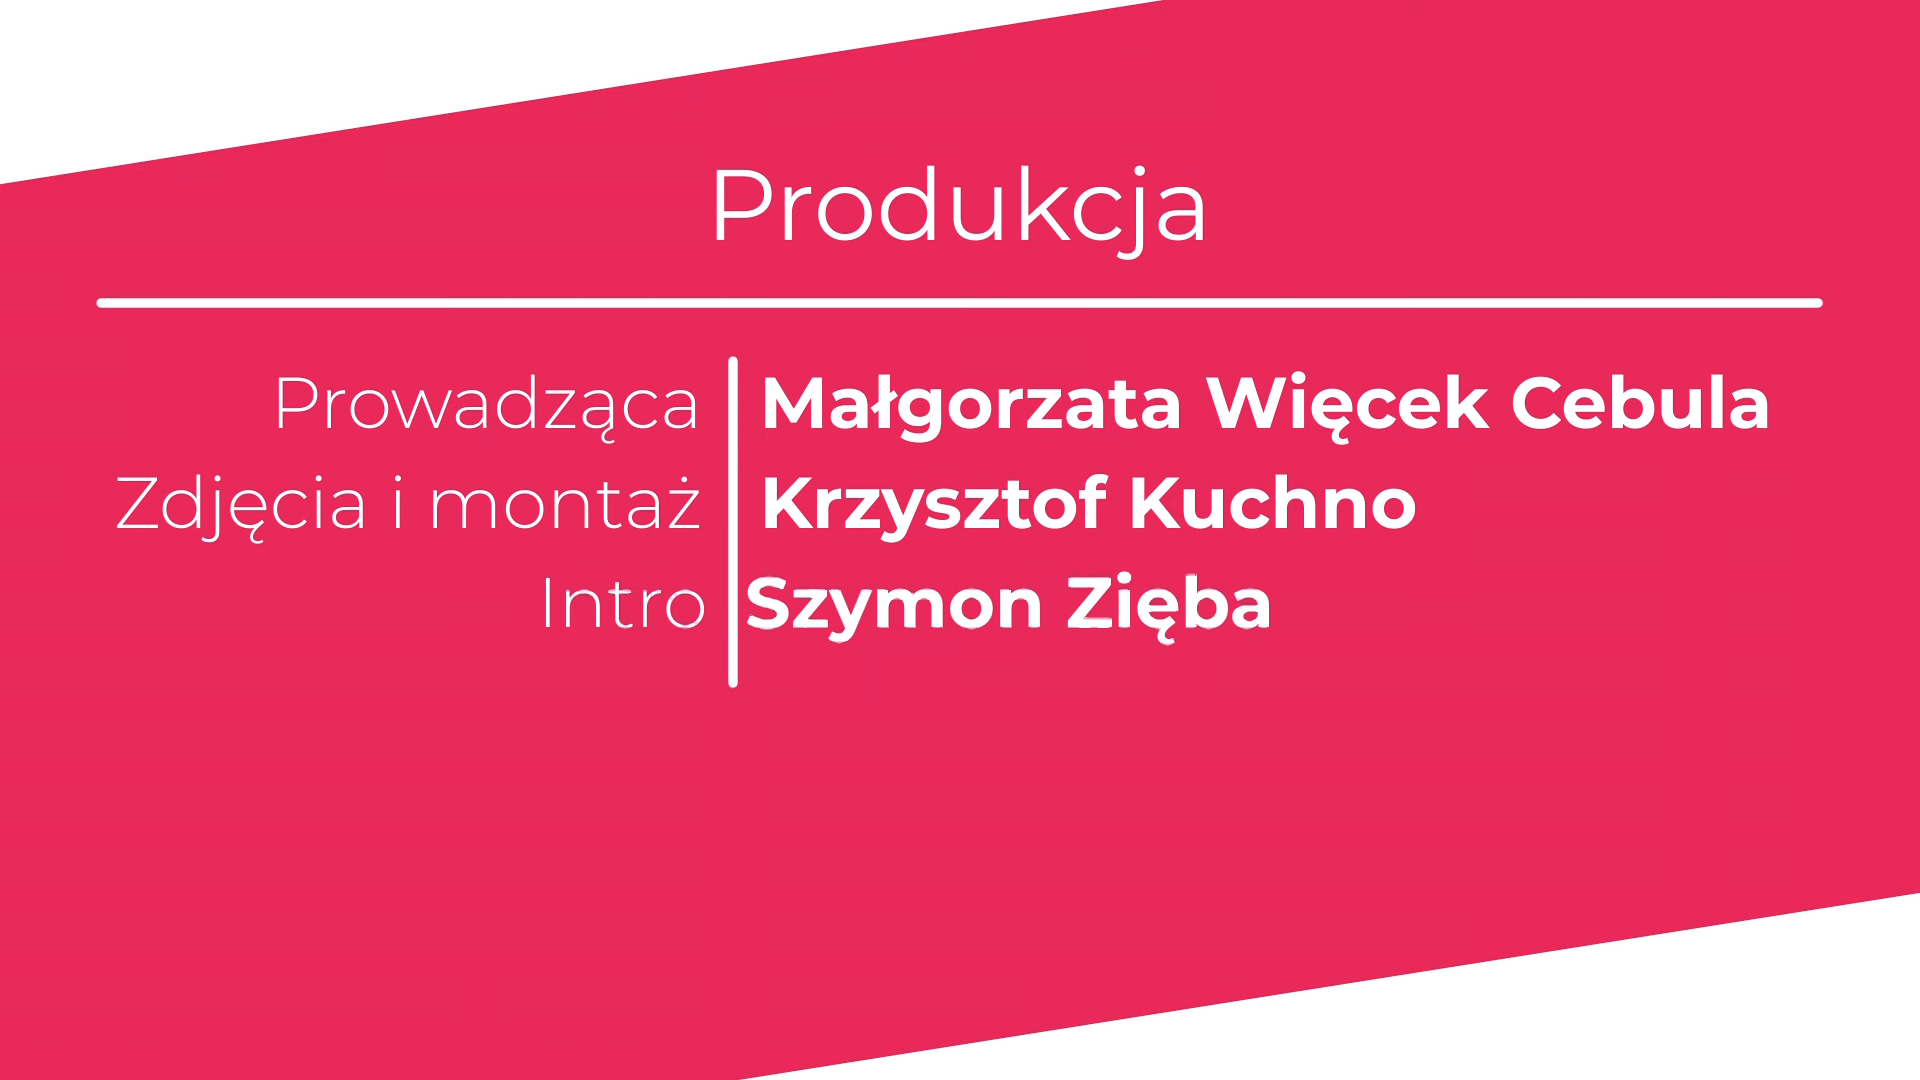 Produkcja
Prowadząca Małgorzata Więcek Cebula
Zdjęcia i montaż Krzysztof Kuchno
Intro Szymon Zięba